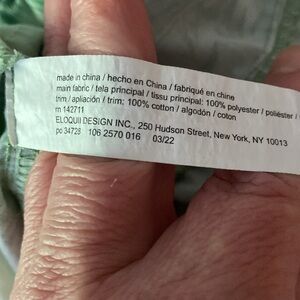 made in china / hecho en China / fabriqué en chine
main fabric / tela principal / tissu principal: 100% polyester / poliéster /
trim / apliación / trim: 100% cotton / algodón / coton
rn 142711
ELOQUII DESIGN INC., 250 Hudson Street, New York, NY 10013
po 34728 106 2570 016 03/22